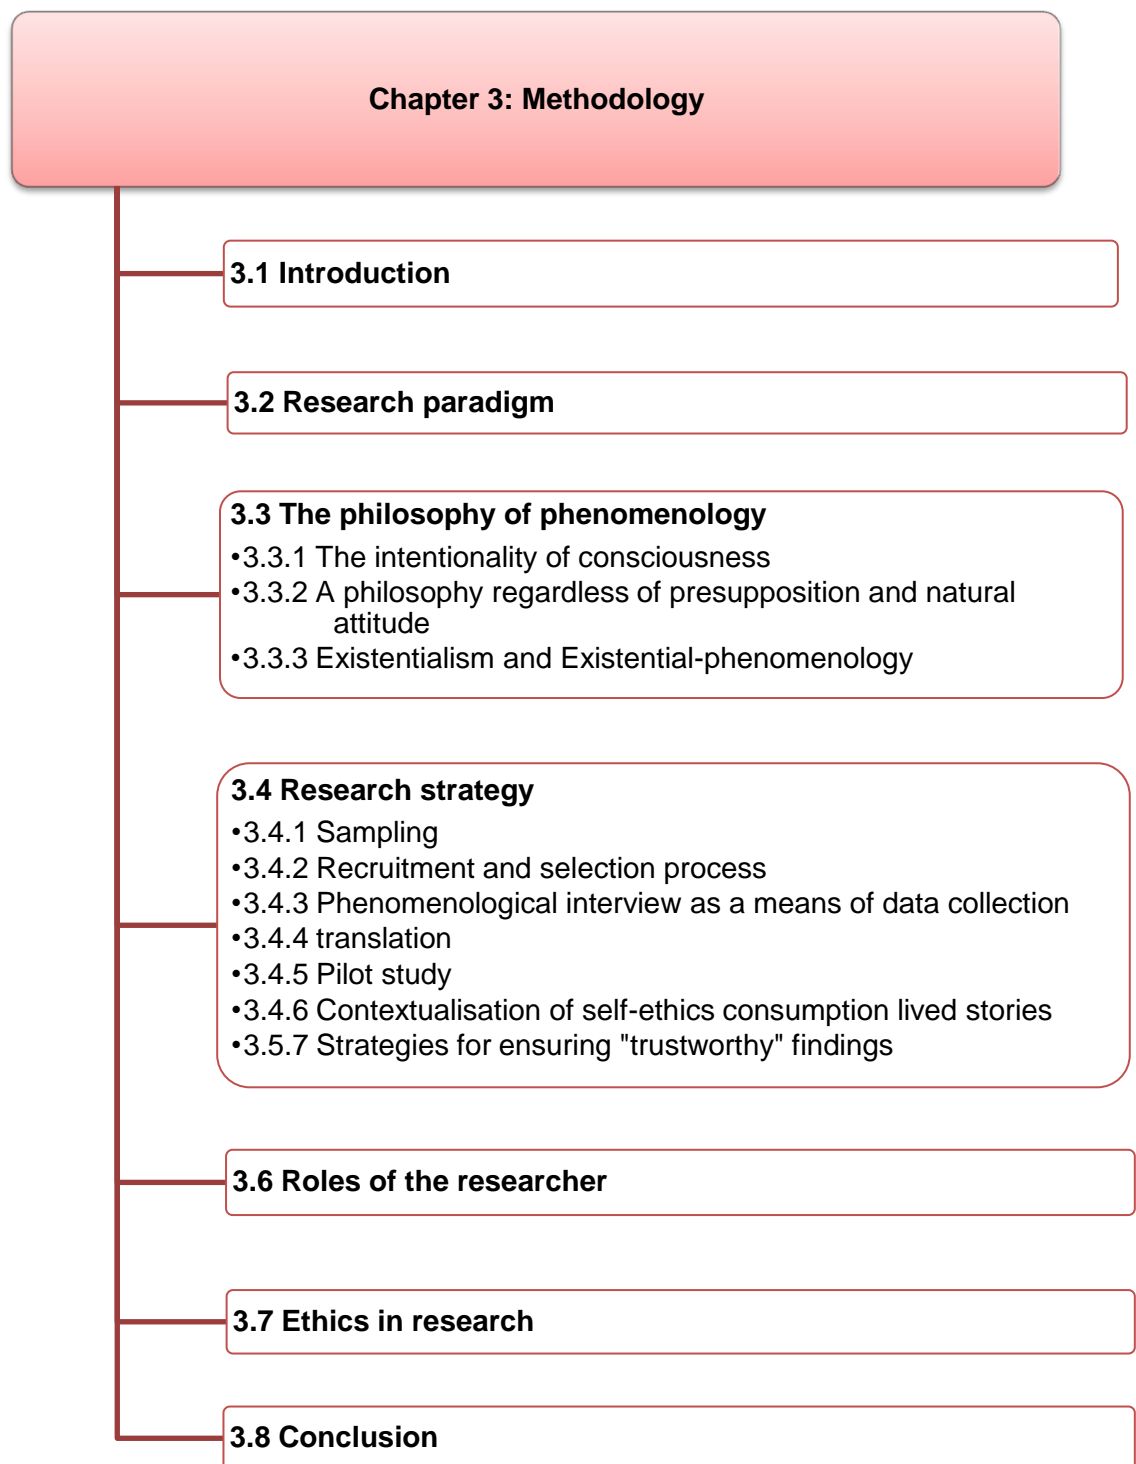 Chapter 3: Methodology
3.1 Introduction
3.2 Research paradigm
3.3 The philosophy of phenomenology
•3.3.1 The intentionality of consciousness
•3.3.2 A philosophy regardless of presupposition and natural
attitude
•3.3.3 Existentialism and Existential-phenomenology
3.4 Research strategy
•3.4.1 Sampling
•3.4.2 Recruitment and selection process
•3.4.3 Phenomenological interview as a means of data collection
•3.4.4 translation
•3.4.5 Pilot study
•3.4.6 Contextualisation of self-ethics consumption lived stories
•3.5.7 Strategies for ensuring "trustworthy" findings
3.6 Roles of the researcher
3.7 Ethics in research
3.8 Conclusion